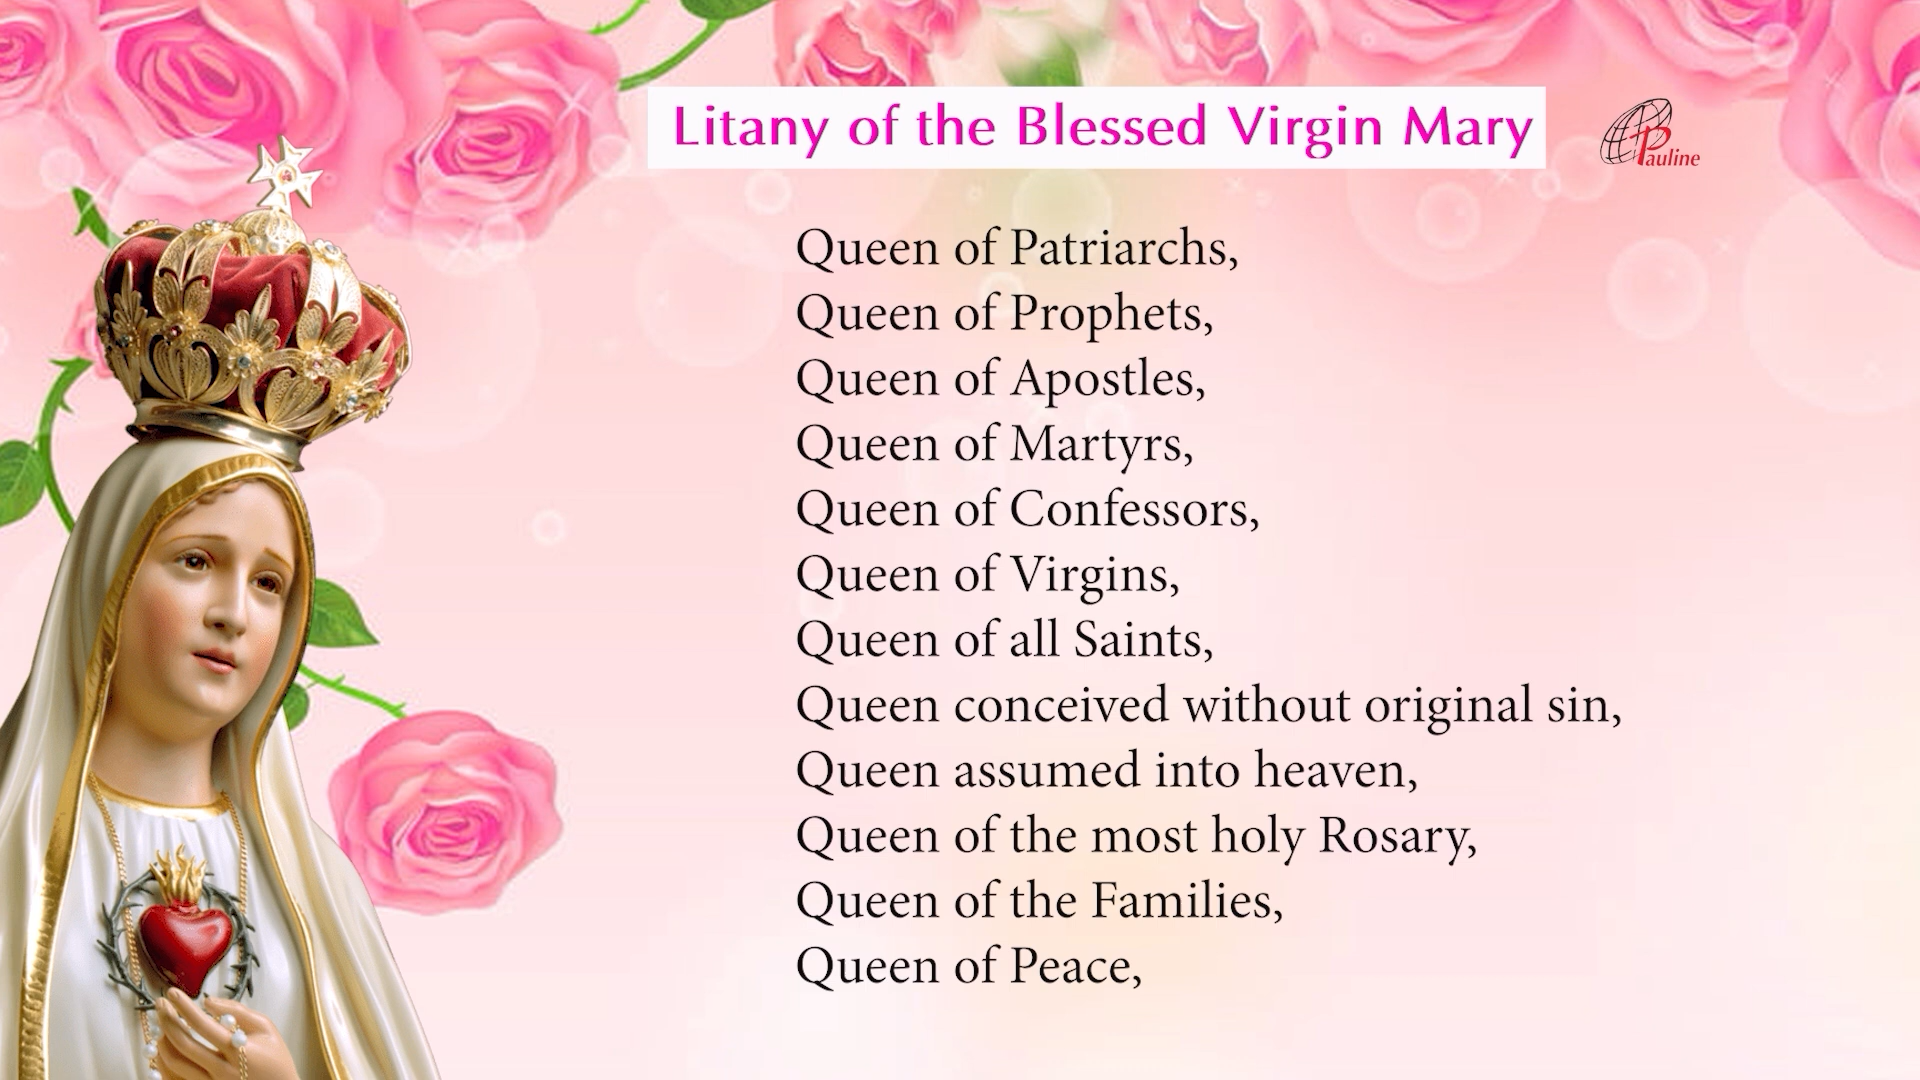 Litany of the Blessed Virgin Mary
Pauline
Queen of Patriarchs,
Queen of Prophets,
Queen of Apostles,
Queen of Martyrs,
Queen of Confessors,
Queen of Virgins,
Queen of all Saints,
Queen conceived without original sin,
Queen assumed into heaven,
Queen of the most holy Rosary,
Queen of the Families,
Queen of Peace,